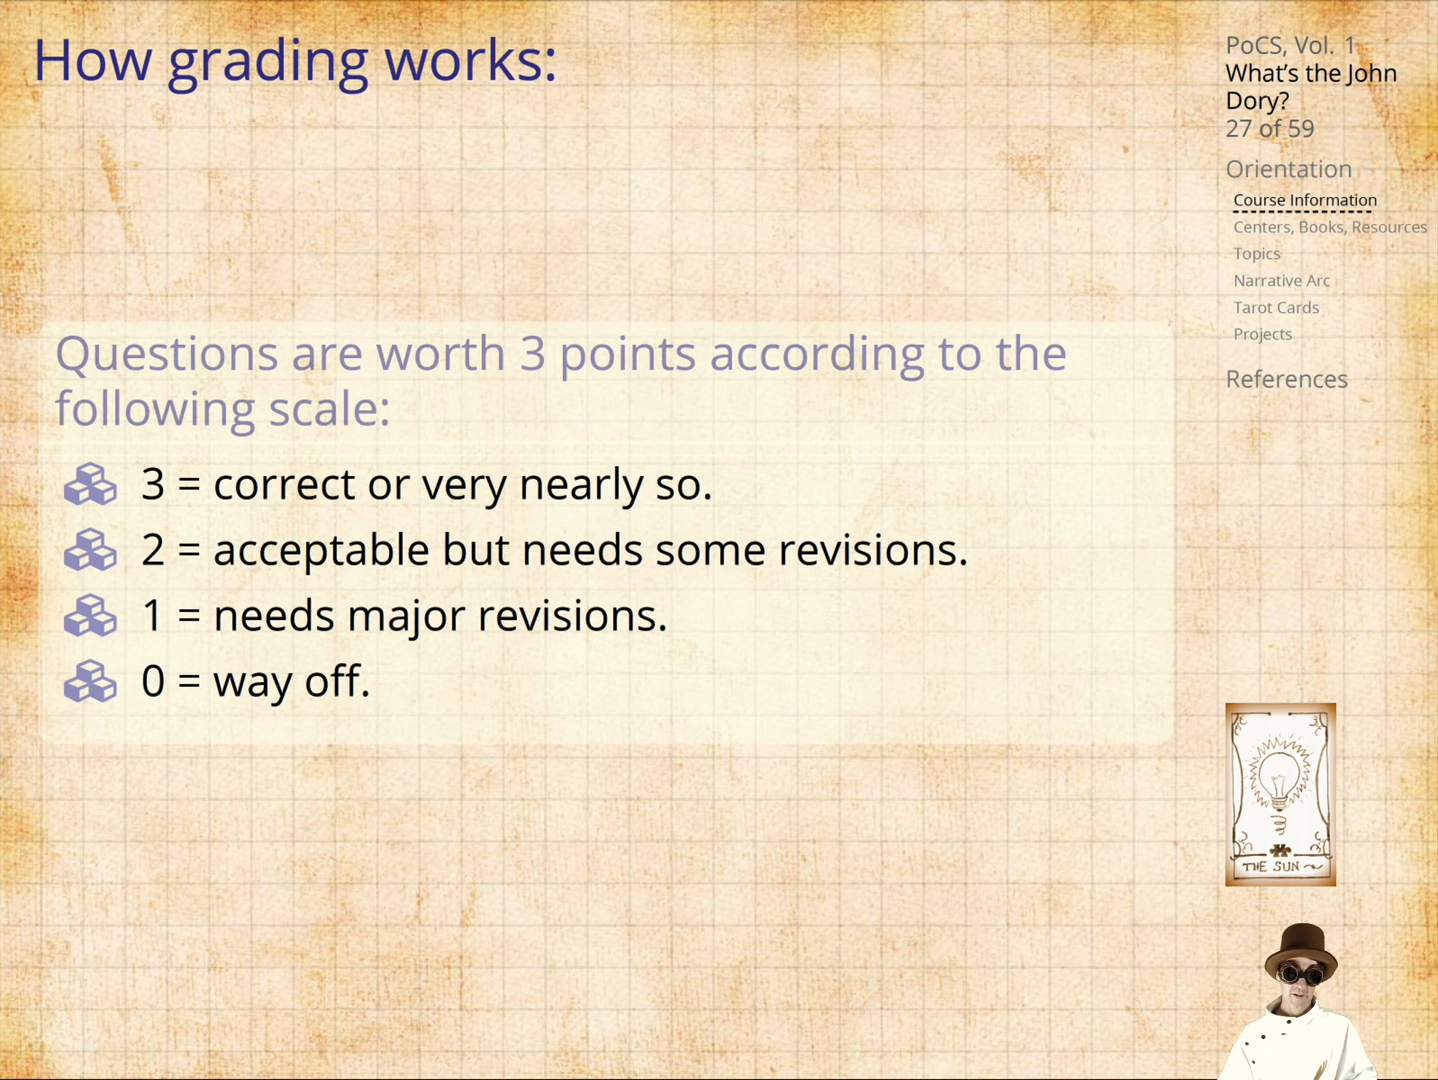 How grading works:
Questions are worth 3 points according to the
following scale:
3 = correct or very nearly so.
2 = acceptable but needs some revisions.
1 = needs major revisions.
0 = way off.
PoCS, Vol. 1
What’s the John
Dory?
27 of 59
Orientation
Course Information
Centers, Books, Resources
Topics
Narrative Arc
Tarot Cards
Projects
References
THE SUN